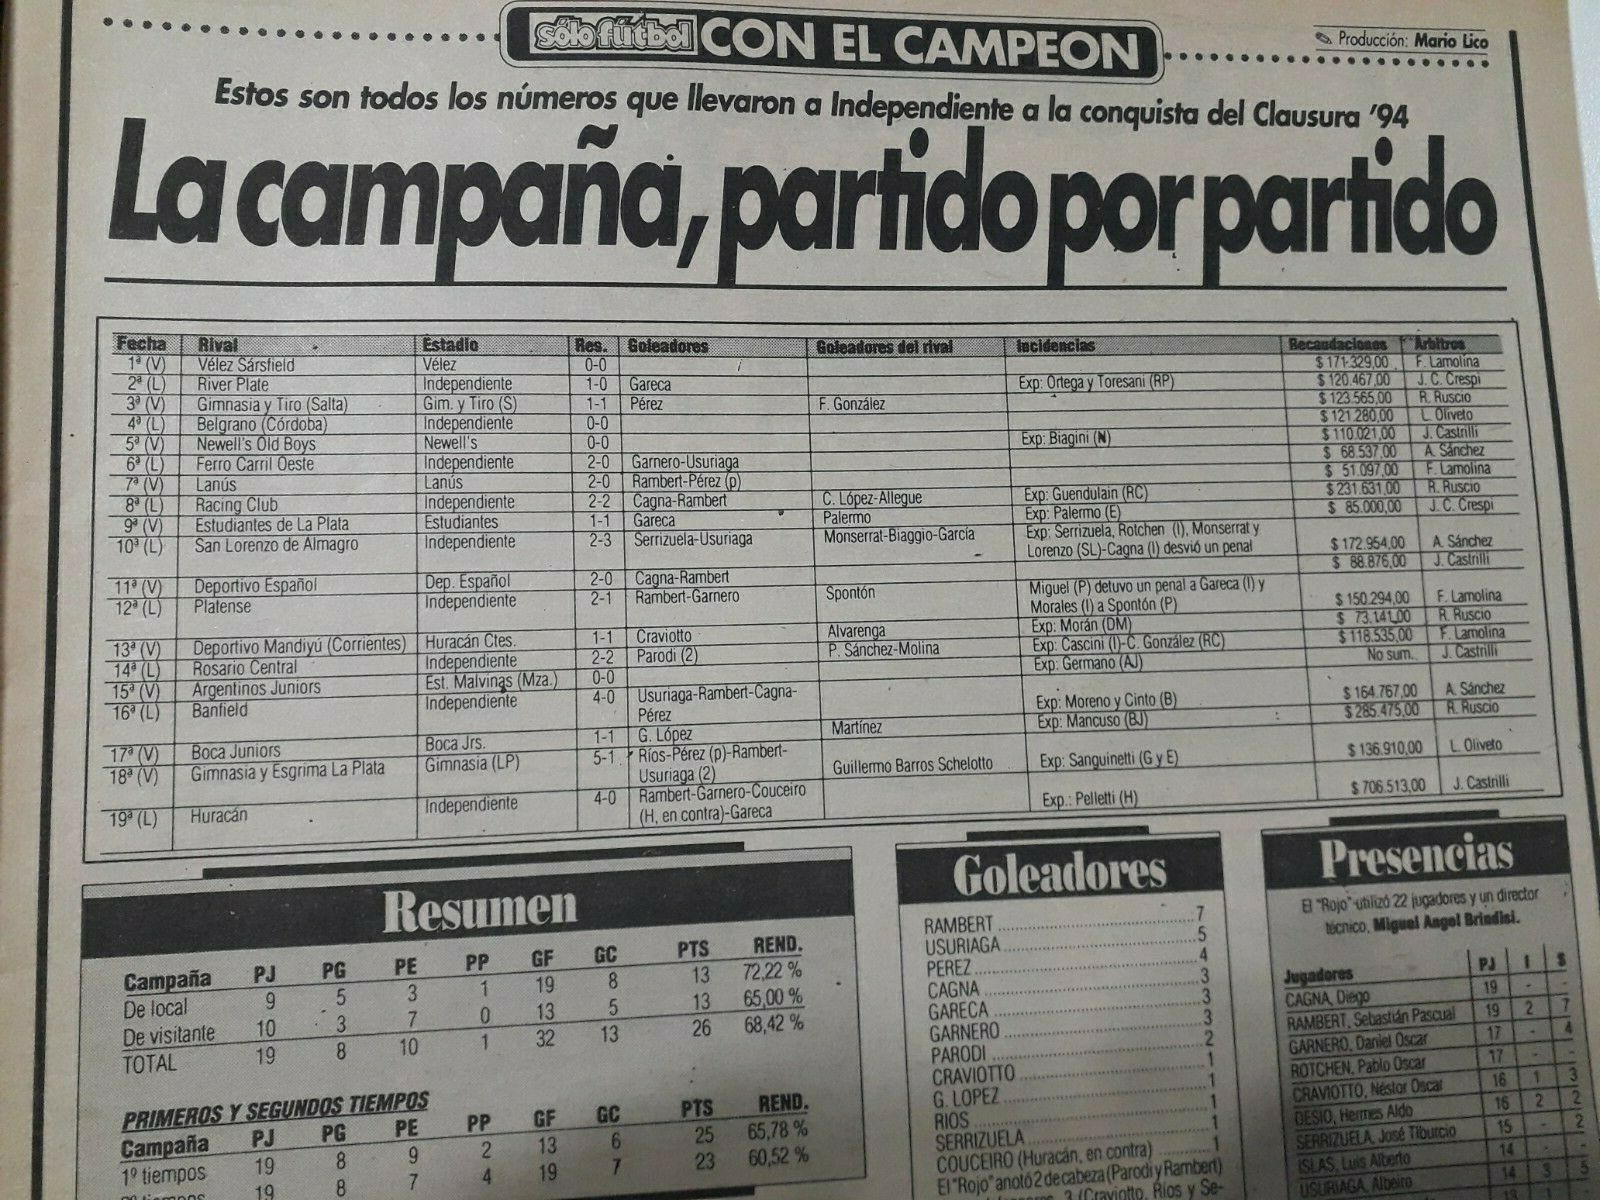 sólo fútbol CON EL CAMPEON
Producción: Mario Lico
Estos son todos los números que llevaron a Independiente a la conquista del Clausura '94
La campaña, partido por partido
Fecha Rival Estadio Res. Goleadores Goleadores del rival Incidencias Recaudaciones Arbitros
1ª (V) Vélez Sársfield Vélez 0-0 $ 171.329,00 F. Lamolina
2ª (L) River Plate Independiente 1-0 Gareca Exp: Ortega y Toresani (RP) $ 120.467,00 J. C. Crespi
3ª (V) Gimnasia y Tiro (Salta) Gim. y Tiro (S) 1-1 Pérez F. González $ 123.565,00 R. Ruscio
4ª (L) Belgrano (Córdoba) Independiente 0-0 $ 121.280,00 L. Oliveto
5ª (V) Newell's Old Boys Newell's 0-0 Exp: Biagini (N) $ 110.021,00 J. Castrilli
6ª (L) Ferro Carril Oeste Independiente 2-0 Garnero-Usuriaga $ 68.537,00 A. Sánchez
7ª (V) Lanús Lanús 2-0 Rambert-Pérez (p) $ 51.097,00 F. Lamolina
8ª (L) Racing Club Independiente 2-2 Cagna-Rambert C. López-Allegue Exp: Guendulain (RC) $ 231.631,00 R. Ruscio
9ª (V) Estudiantes de La Plata Estudiantes 1-1 Gareca Palermo Exp: Palermo (E) $ 85.000,00 J. C. Crespi
10ª (L) San Lorenzo de Almagro Independiente 2-3 Serrizuela-Usuriaga Monserrat-Biaggio-García Exp: Serrizuela, Rotchen (I), Monserrat y
Lorenzo (SL)-Cagna (I) desvió un penal $ 172.954,00 A. Sánchez
11ª (V) Deportivo Español Dep. Español 2-0 Cagna-Rambert $ 88.876,00 J. Castrilli
12ª (L) Platense Independiente 2-1 Rambert-Garnero Spontón Miguel (P) detuvo un penal a Gareca (I) y
Morales (I) a Spontón (P) $ 150.294,00 F. Lamolina
13ª (V) Deportivo Mandiyú (Corrientes) Huracán Ctes. 1-1 Craviotto Alvarenga Exp: Morán (DM) $ 73.141,00 R. Ruscio
14ª (L) Rosario Central Independiente 2-2 Parodi (2) P. Sánchez-Molina Exp: Cascini (I)-C. González (RC) $ 118.535,00 F. Lamolina
15ª (V) Argentinos Juniors Est. Malvinas (Mza.) 0-0 Exp: Germano (AJ) No sum. J. Castrilli
16ª (L) Banfield Independiente 4-0 Usuriaga-Rambert-Cagna-
Pérez Exp: Moreno y Cinto (B) $ 164.767,00 A. Sánchez
17ª (V) Boca Juniors Boca Jrs. 1-1 G. López Martínez Exp: Mancuso (BJ) $ 285.475,00 R. Ruscio
18ª (V) Gimnasia y Esgrima La Plata Gimnasia (LP) 5-1 Ríos-Pérez (p)-Rambert-
Usuriaga (2) Guillermo Barros Schelotto Exp: Sanguinetti (G y E) $ 136.910,00 L. Oliveto
19ª (L) Huracán Independiente 4-0 Rambert-Garnero-Couceiro
(H, en contra)-Gareca Exp.: Pelletti (H) $ 706.513,00 J. Castrilli
Resumen
Campaña PJ PG PE PP GF GC PTS REND.
De local 9 5 3 1 19 8 13 72,22 %
De visitante 10 3 7 0 13 5 13 65,00 %
TOTAL 19 8 10 1 32 13 26 68,42 %
PRIMEROS Y SEGUNDOS TIEMPOS
Campaña PJ PG PE PP GF GC PTS REND.
1º tiempos 19 8 9 2 13 6 25 65,78 %
2º tiempos 19 8 7 4 19 7 23 60,52 %
Goleadores
RAMBERT 7
USURIAGA 5
PEREZ 4
CAGNA 3
GARECA 3
GARNERO 3
PARODI 2
CRAVIOTTO 1
G. LOPEZ 1
RIOS 1
SERRIZUELA 1
COUCEIRO (Huracán, en contra) 1
El "Rojo" anotó 2 de cabeza (Parodi y Rambert)
3 (Craviotto, Ríos y Se-
Presencias
El "Rojo" utilizó 22 jugadores y un director
técnico, Miguel Angel Brindisi.
Jugadores PJ I S
CAGNA, Diego 19 - -
RAMBERT, Sebastián Pascual 19 2 7
GARNERO, Daniel Oscar 17 - 4
ROTCHEN, Pablo Oscar 17 - -
CRAVIOTTO, Néstor Oscar 16 1 3
DESIO, Hermes Aldo 16 2 2
SERRIZUELA, José Tiburcio 15 - 2
ISLAS, Luis Alberto 14 - -
USURIAGA, Albeiro 14 3 5